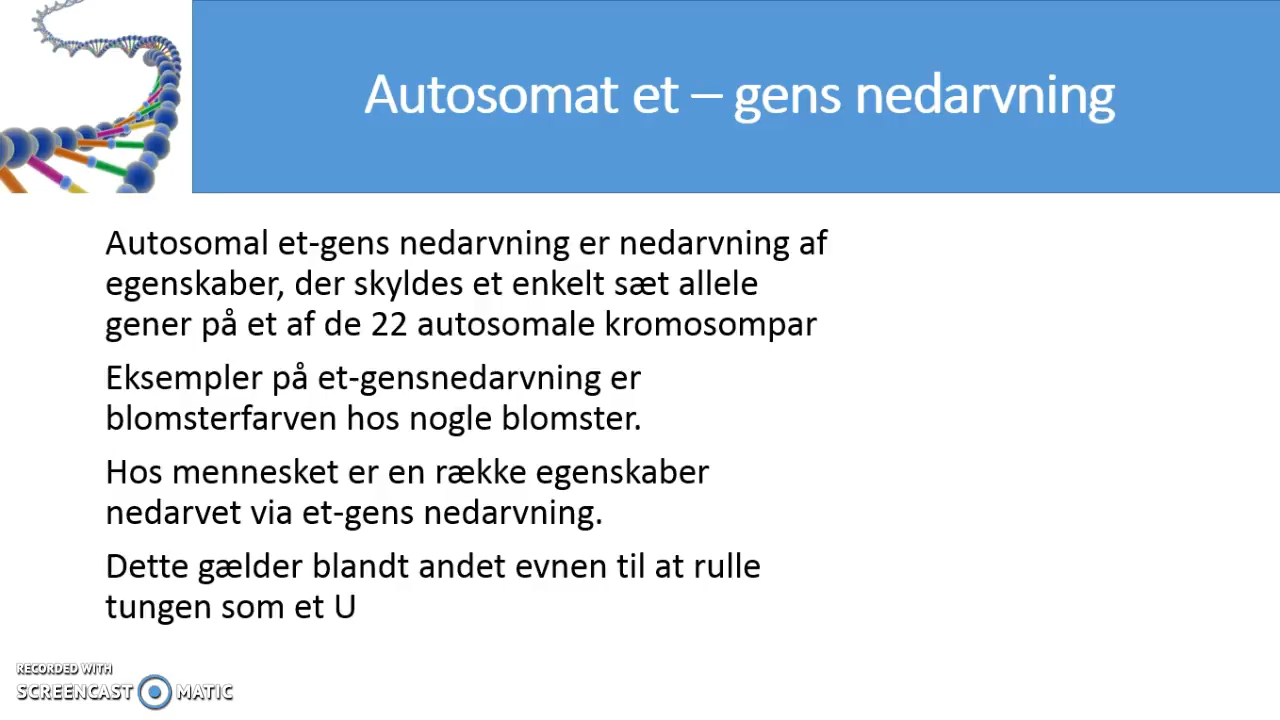 Autosomat et – gens nedarvning
Autosomal et-gens nedarvning er nedarvning af
egenskaber, der skyldes et enkelt sæt allele
gener på et af de 22 autosomale kromosompar
Eksempler på et-gensnedarvning er
blomsterfarven hos nogle blomster.
Hos mennesket er en række egenskaber
nedarvet via et-gens nedarvning.
Dette gælder blandt andet evnen til at rulle
tungen som et U
RECORDED WITH
SCREENCAST MATIC